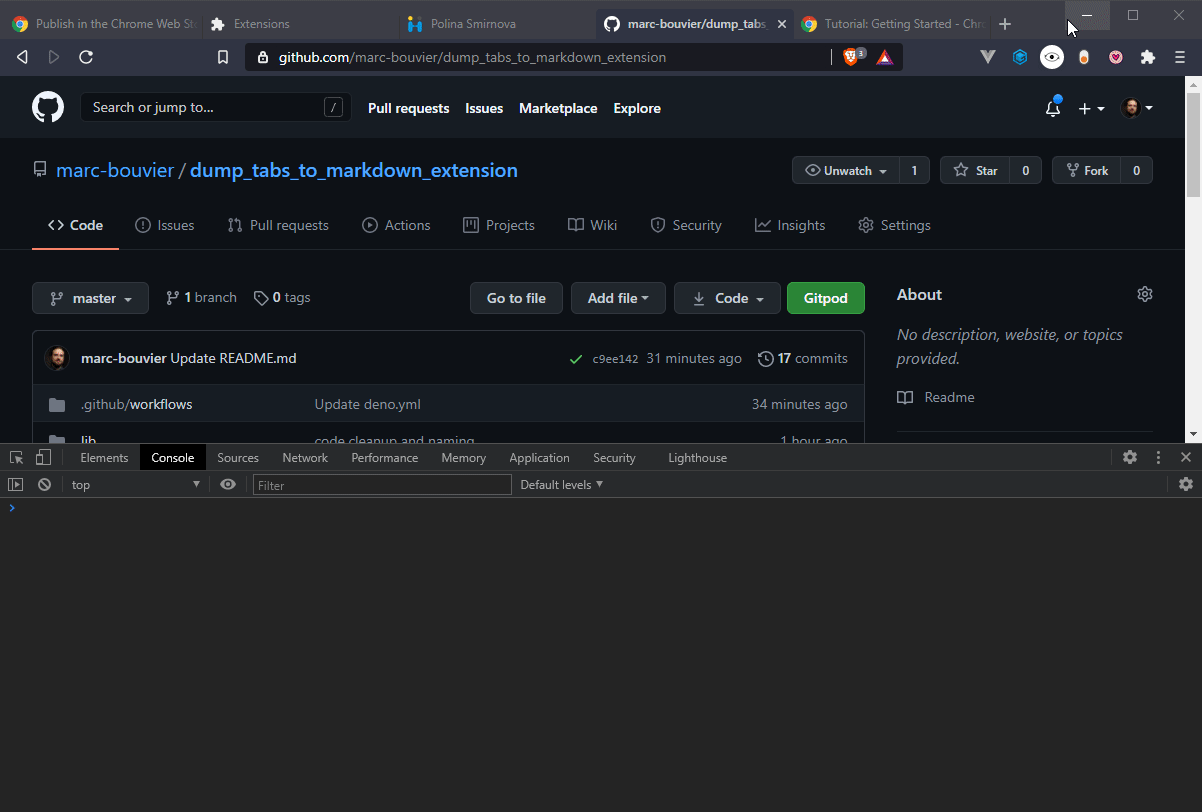 Publish in the Chrome Web St
Extensions
Polina Smirnova
marc-bouvier/dump_tabs_
Tutorial: Getting Started - Chr
github.com/marc-bouvier/dump_tabs_to_markdown_extension
3
Search or jump to...
/
Pull requests
Issues
Marketplace
Explore
marc-bouvier / dump_tabs_to_markdown_extension
Unwatch 1
Star 0
Fork 0
Code
Issues
Pull requests
Actions
Projects
Wiki
Security
Insights
Settings
master
1 branch
0 tags
Go to file
Add file
Code
Gitpod
About
No description, website, or topics
provided.
Readme
marc-bouvier Update README.md
c9ee142 31 minutes ago
17 commits
.github/workflows
Update deno.yml
34 minutes ago
lib
code cleanup and naming
1 hour ago
Elements
Console
Sources
Network
Performance
Memory
Application
Security
Lighthouse
top
Filter
Default levels